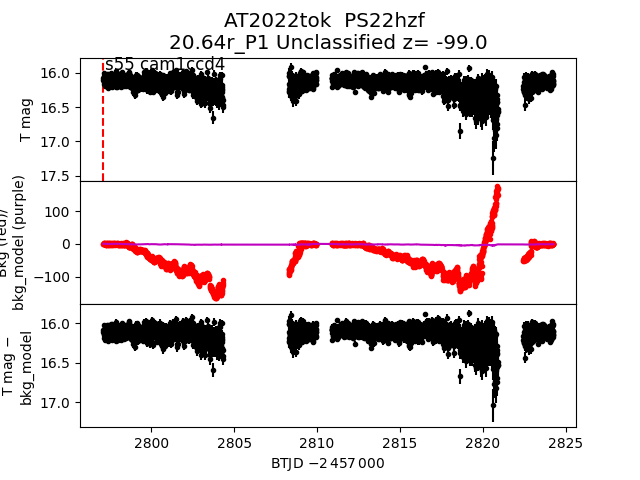 AT2022tok  PS22hzf
20.64r_P1 Unclassified z= -99.0
s55 cam1ccd4
16.0
16.5
17.0
17.5
T mag
100
0
−100
Bkg (red)/
bkg_model (purple)
16.0
16.5
17.0
T mag −
bkg_model
2800 2805 2810 2815 2820 2825
BTJD −2 457 000